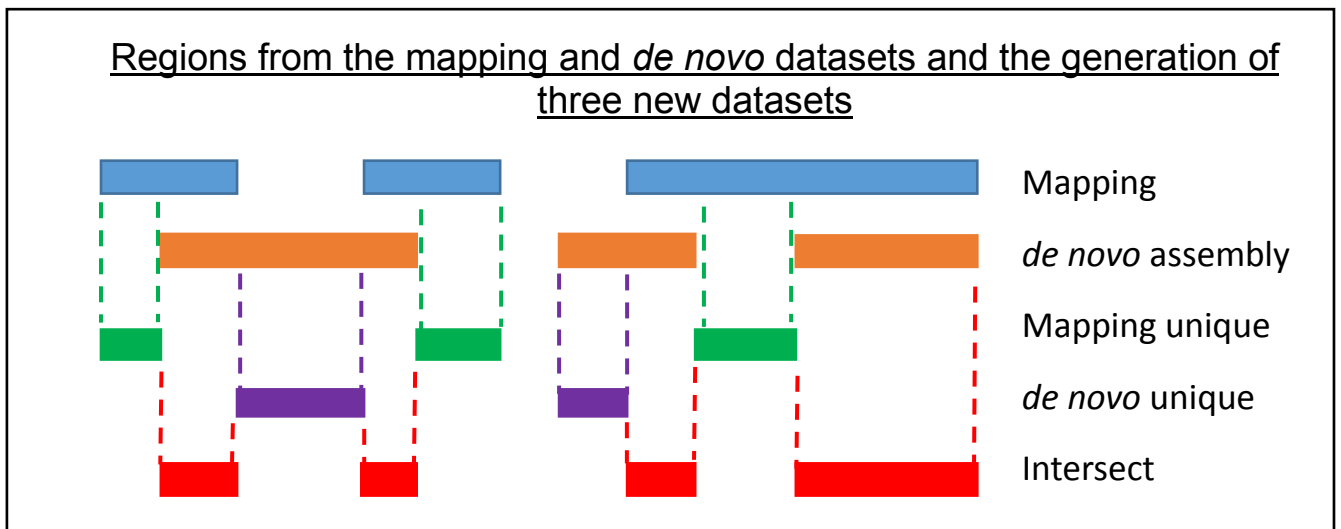 Regions from the mapping and de novo datasets and the generation of
three new datasets
Mapping
de novo assembly
Mapping unique
de novo unique
Intersect